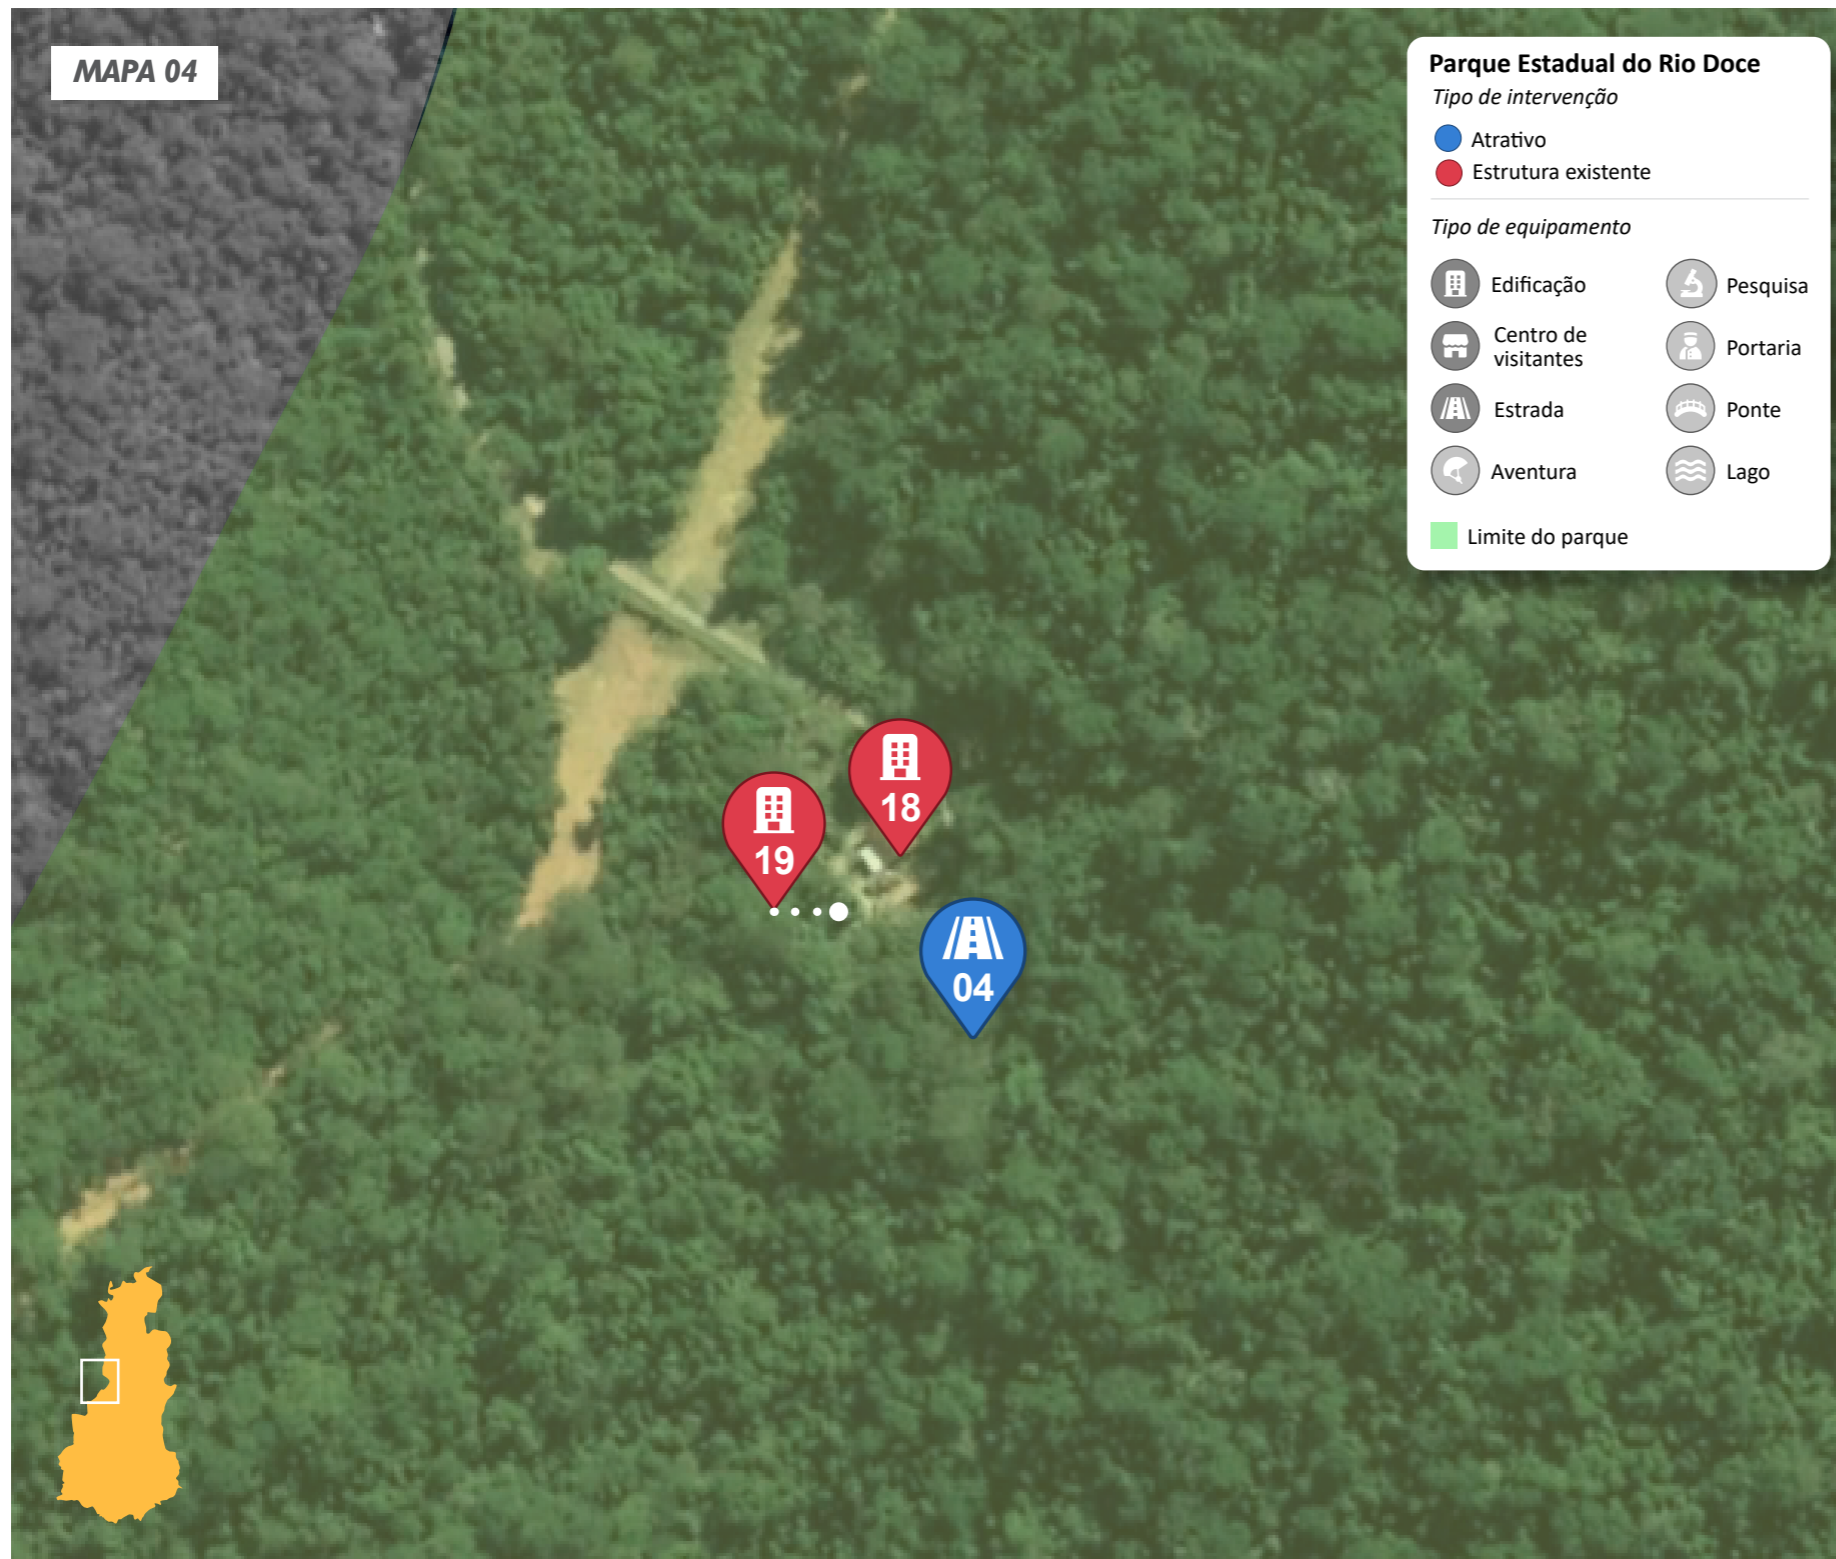 MAPA 04
Parque Estadual do Rio Doce
Tipo de intervenção
Atrativo
Estrutura existente
Tipo de equipamento
Edificação
Pesquisa
Centro de
visitantes
Portaria
Estrada
Ponte
Aventura
Lago
Limite do parque
18
19
04